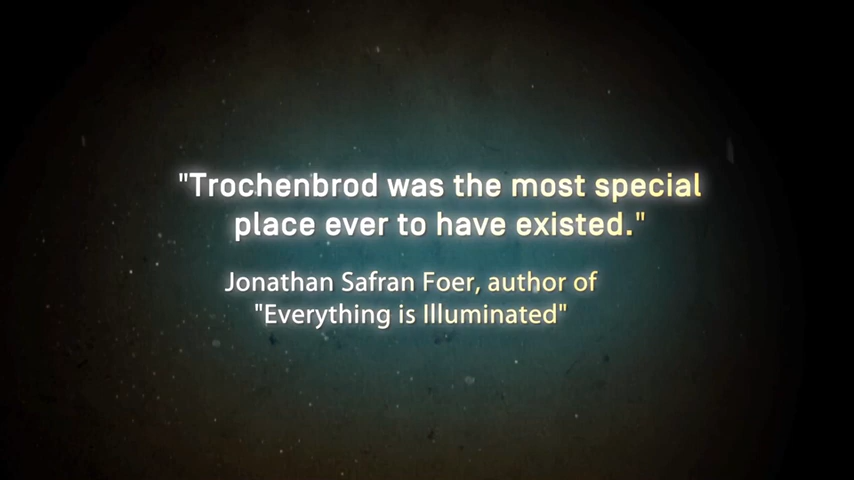 "Trochenbrod was the most special
place ever to have existed."
Jonathan Safran Foer, author of
"Everything is Illuminated"